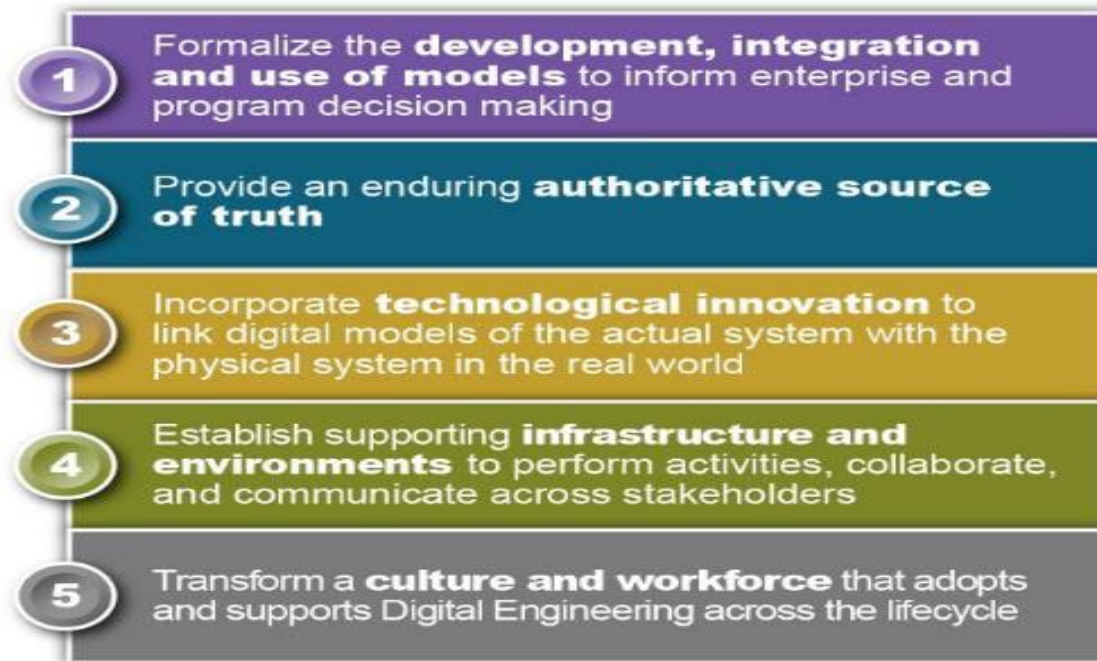 1
Formalize the development, integration
and use of models to inform enterprise and
program decision making
2
Provide an enduring authoritative source
of truth
3
Incorporate technological innovation to
link digital models of the actual system with the
physical system in the real world
4
Establish supporting infrastructure and
environments to perform activities, collaborate,
and communicate across stakeholders
5
Transform a culture and workforce that adopts
and supports Digital Engineering across the lifecycle